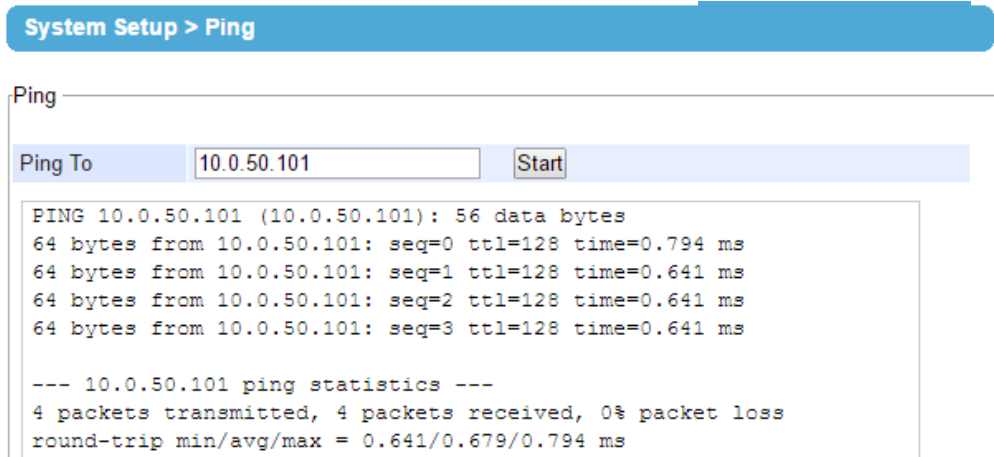 System Setup > Ping
Ping
Ping To 10.0.50.101 Start
PING 10.0.50.101 (10.0.50.101): 56 data bytes
64 bytes from 10.0.50.101: seq=0 ttl=128 time=0.794 ms
64 bytes from 10.0.50.101: seq=1 ttl=128 time=0.641 ms
64 bytes from 10.0.50.101: seq=2 ttl=128 time=0.641 ms
64 bytes from 10.0.50.101: seq=3 ttl=128 time=0.641 ms
--- 10.0.50.101 ping statistics ---
4 packets transmitted, 4 packets received, 0% packet loss
round-trip min/avg/max = 0.641/0.679/0.794 ms